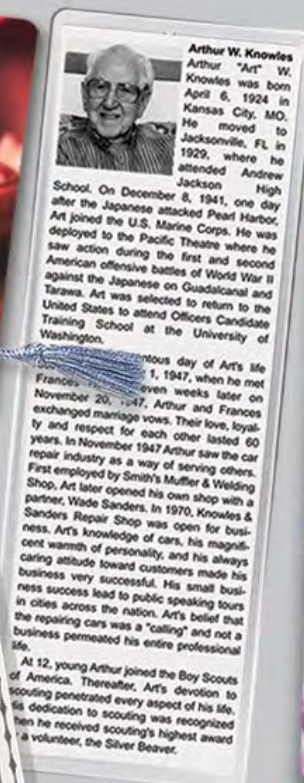 Arthur W. Knowles
Arthur "Art" W.
Knowles was born
April 6, 1924 in
Kansas City, MO.
He moved to
Jacksonville, FL in
1929, where he
attended Andrew
Jackson High
School. On December 8, 1941, one day
after the Japanese attacked Pearl Harbor,
Art joined the U.S. Marine Corps. He was
deployed to the Pacific Theatre where he
saw action during the first and second
American offensive battles of World War II
against the Japanese on Guadalcanal and
Tarawa. Art was selected to return to the
United States to attend Officers Candidate
Training School at the University of
Washington.
day of Art's life
1, 1947, when he met
Frances weeks later on
November 20, Arthur and Frances
exchanged marriage vows. Their love, loyal-
ty and respect for each other lasted 60
years. In November 1947 Arthur saw the car
repair industry as a way of serving others.
First employed by Smith's Muffler & Welding
Shop, Art later opened his own shop with a
partner, Wade Sanders. In 1970, Knowles &
Sanders Repair Shop was open for busi-
ness. Art's knowledge of cars, his magnifi-
cent warmth of personality, and his always
caring attitude toward customers made his
business very successful. His small busi-
ness success lead to public speaking tours
in cities across the nation. Art's belief that
the repairing cars was a "calling" and not a
business permeated his entire professional
life.
At 12, young Arthur joined the Boy Scouts
of America. Thereafter, Art's devotion to
scouting penetrated every aspect of his life.
dedication to scouting was recognized
he received scouting's highest award
a volunteer, the Silver Beaver.